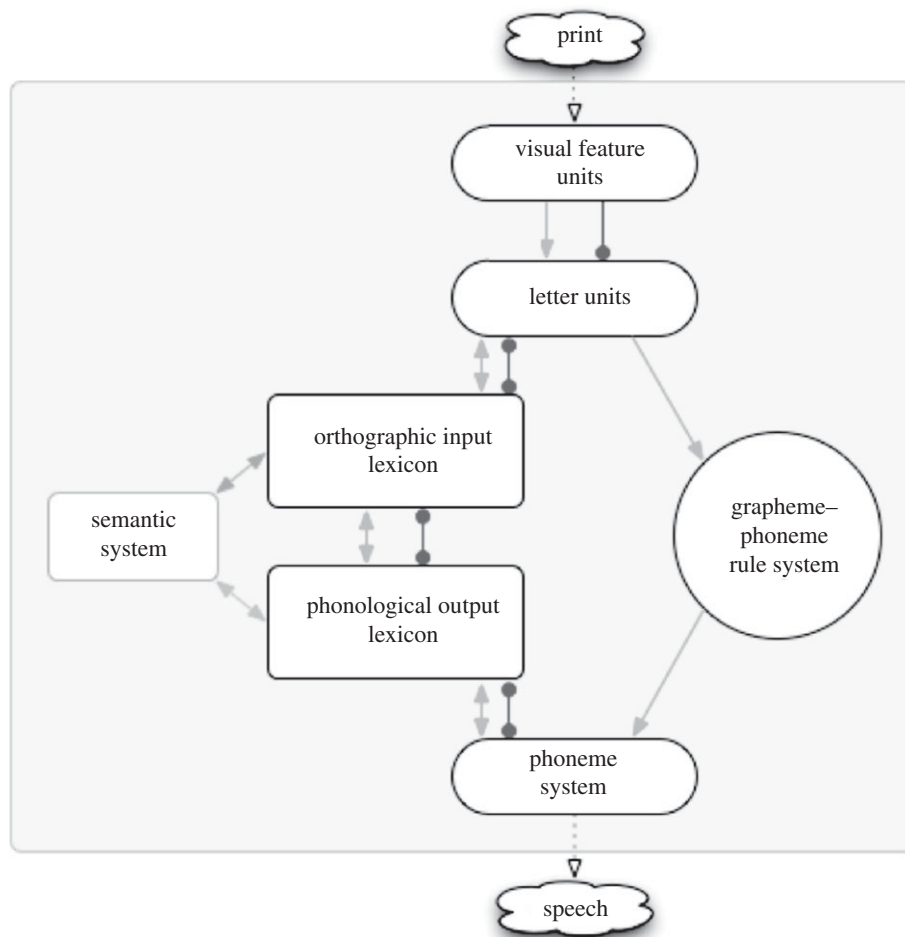 print
visual feature
units
letter units
orthographic input
lexicon
semantic
system
grapheme–
phoneme
rule system
phonological output
lexicon
phoneme
system
speech